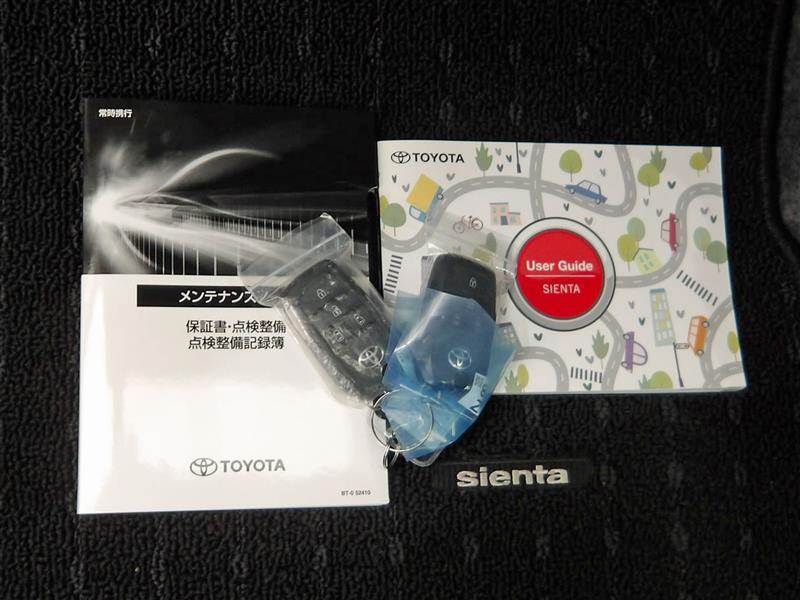 常時携行
メンテナンス
保証書・点検整備
点検整備記録簿
TOYOTA
BT-0 52410
TOYOTA
User Guide
SIENTA
sienta